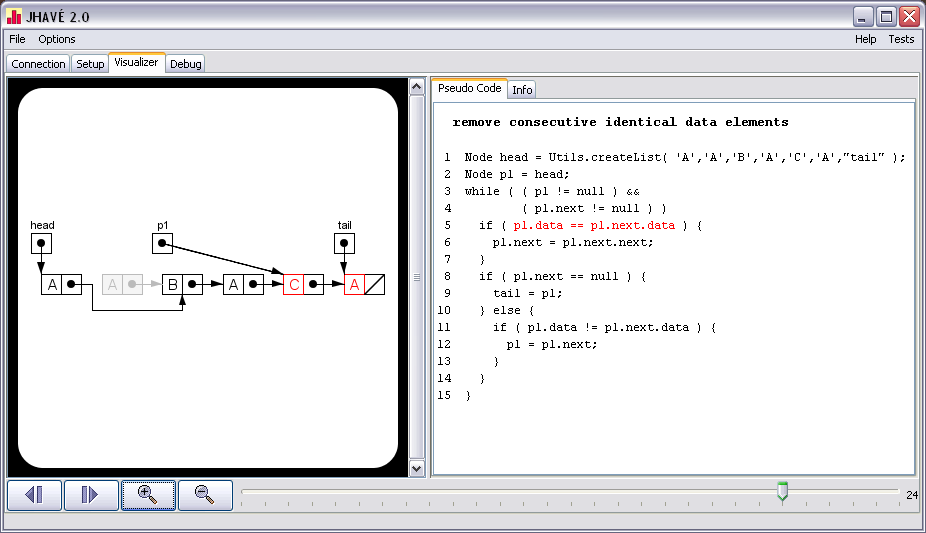 JHAVÉ 2.0
File Options Help Tests
Connection Setup Visualizer Debug
Pseudo Code Info
remove consecutive identical data elements
1 Node head = Utils.createList( 'A','A','B','A','C','A',"tail" );
2 Node p1 = head;
3 while ( ( p1 != null ) &&
4 ( p1.next != null ) )
5 if ( p1.data == p1.next.data ) {
6 p1.next = p1.next.next;
7 }
8 if ( p1.next == null ) {
9 tail = p1;
10 } else {
11 if ( p1.data != p1.next.data ) {
12 p1 = p1.next;
13 }
14 }
15 }
head p1 tail
A A B A C A
24